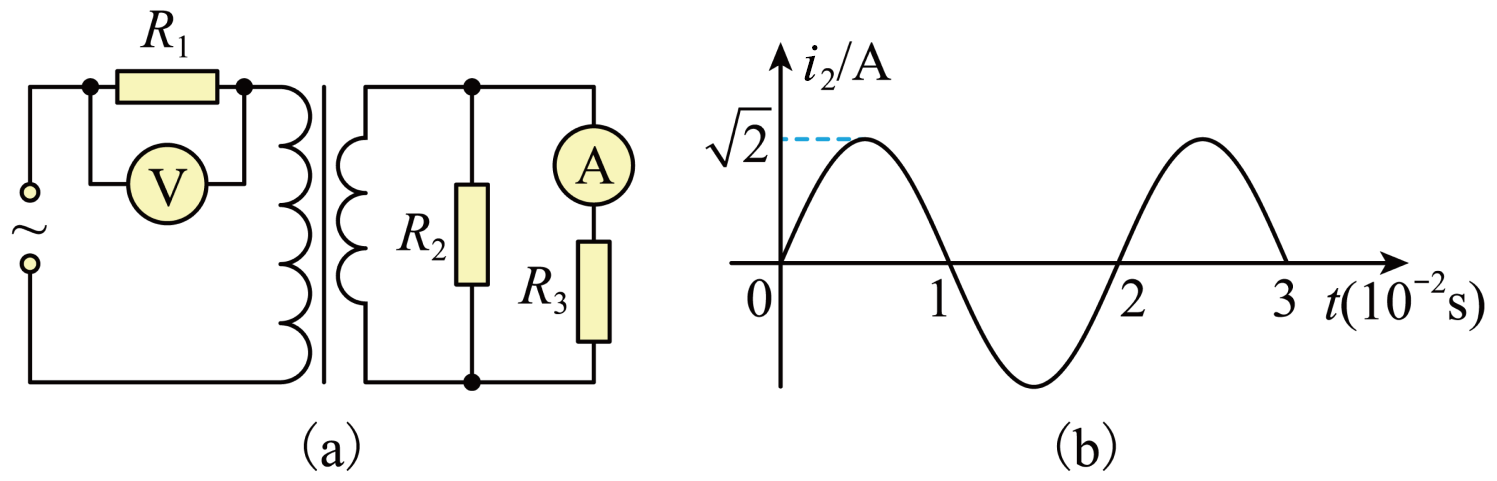 R₁
V
~
R₂
A
R₃
(a)
i₂/A
√2
0
1
2
3
t(10⁻²s)
(b)